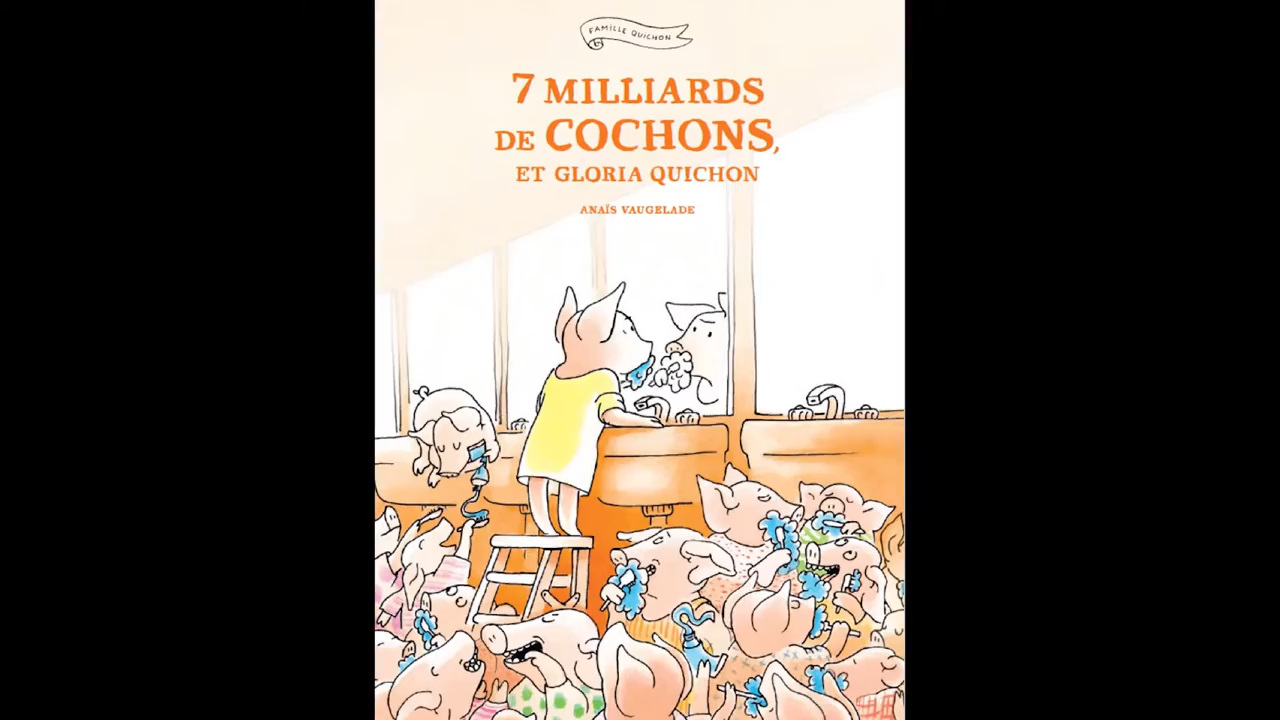 FAMILLE QUICHON
7 MILLIARDS
DE COCHONS,
ET GLORIA QUICHON
ANAÏS VAUGELADE